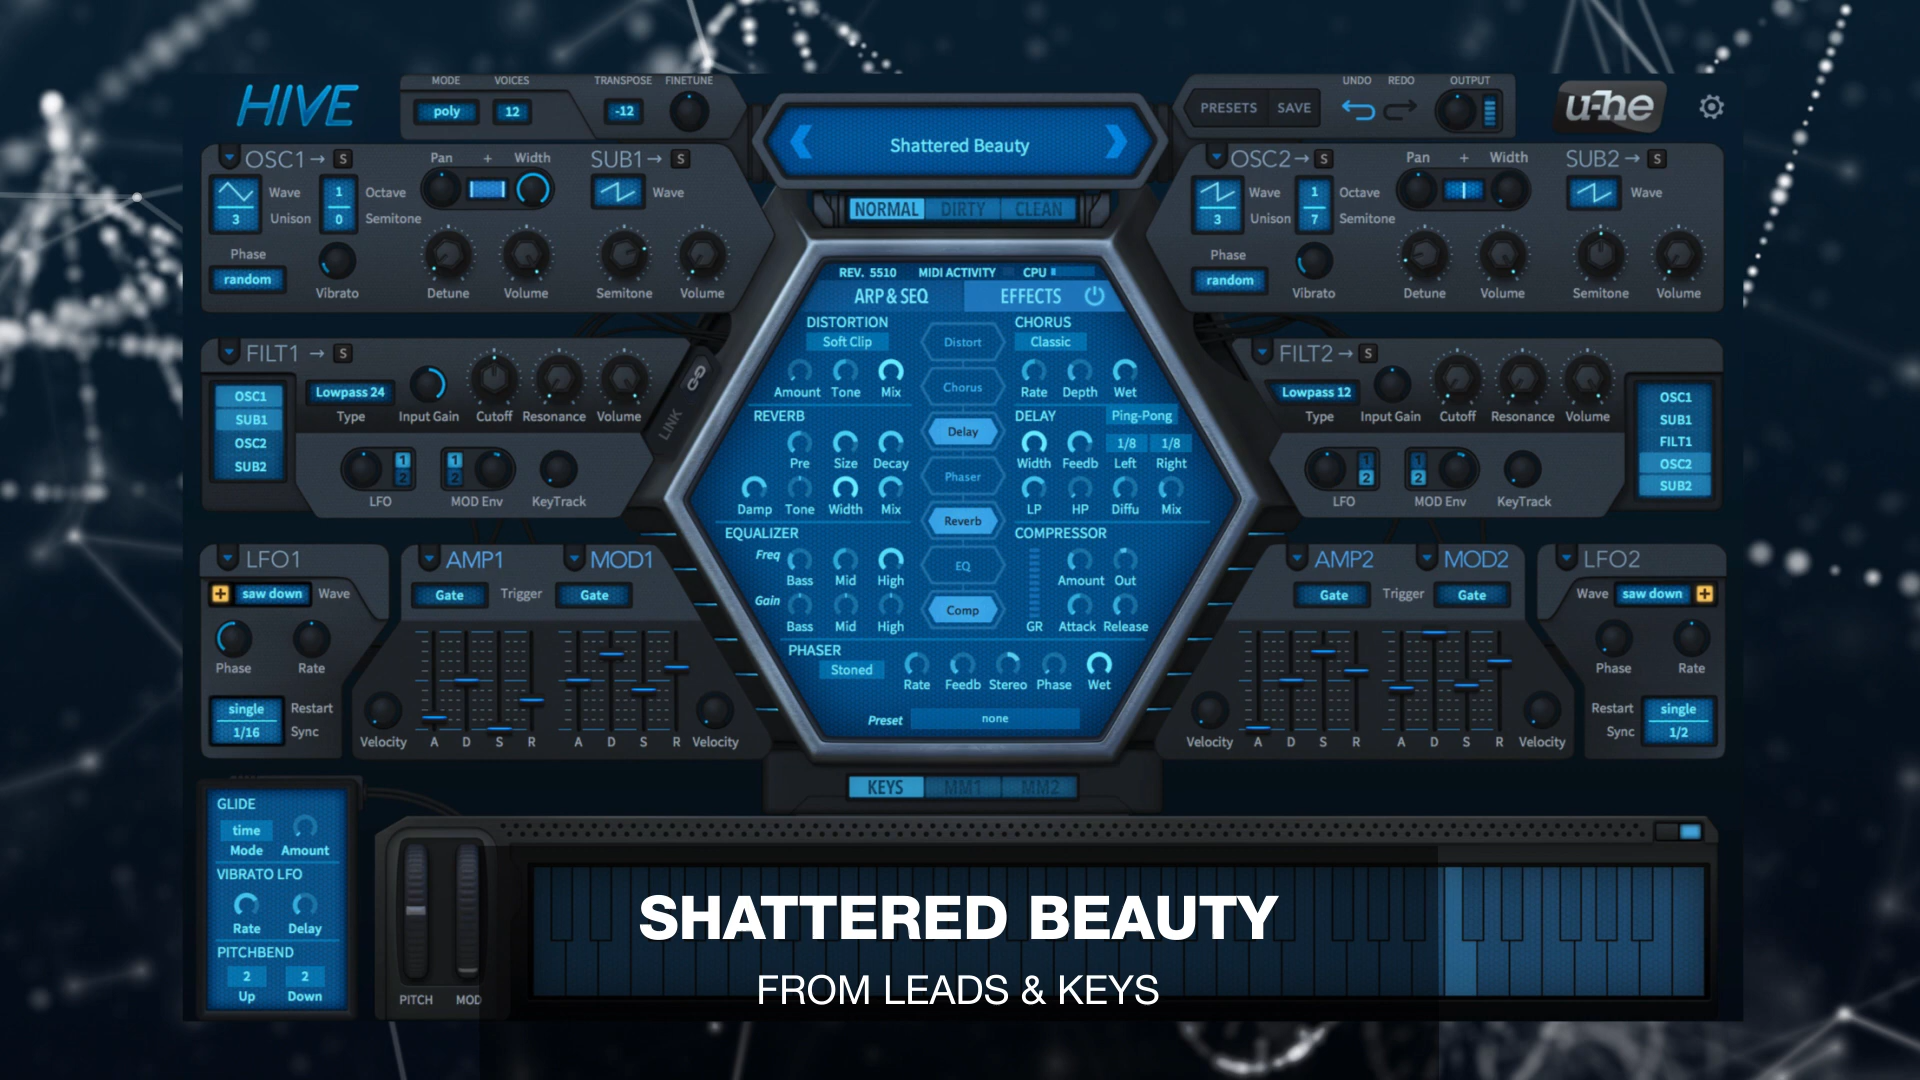 HIVE
MODE VOICES TRANSPOSE FINETUNE
poly 12 -12
Shattered Beauty
NORMAL DIRTY CLEAN
PRESETS SAVE
UNDO REDO OUTPUT
u-he
OSC1 → S
Wave
3 Unison
1 Octave
0 Semitone
Pan + Width
SUB1 → S
Wave
Phase
random
Vibrato Detune Volume Semitone Volume
OSC2 → S
Wave
3 Unison
1 Octave
7 Semitone
Pan + Width
SUB2 → S
Wave
Phase
random
Vibrato Detune Volume Semitone Volume
FILT1 → S
OSC1
SUB1
OSC2
SUB2
Lowpass 24
Type Input Gain Cutoff Resonance Volume
LINK
1
2
LFO
1
2
MOD Env KeyTrack
REV. 5510 MIDI ACTIVITY CPU
ARP & SEQ EFFECTS
DISTORTION
Soft Clip
Amount Tone Mix
CHORUS
Classic
Rate Depth Wet
REVERB
Pre Size Decay
Damp Tone Width Mix
DELAY Ping-Pong
1/8 1/8
Width Feedb Left Right
LP HP Diffu Mix
EQUALIZER
Freq
Bass Mid High
Gain
Bass Mid High
COMPRESSOR
Amount Out
GR Attack Release
Distort
Chorus
Delay
Phaser
Reverb
EQ
Comp
PHASER
Stoned
Rate Feedb Stereo Phase Wet
Preset none
FILT2 → S
Lowpass 12
Type Input Gain Cutoff Resonance Volume
1
2
LFO
1
2
MOD Env KeyTrack
OSC1
SUB1
FILT1
OSC2
SUB2
LFO1
+ saw down Wave
Phase Rate
single Restart
1/16 Sync
AMP1 MOD1
Gate Trigger Gate
Velocity A D S R A D S R Velocity
AMP2 MOD2
Gate Trigger Gate
Velocity A D S R A D S R Velocity
LFO2
Wave saw down +
Phase Rate
Restart single
Sync 1/2
KEYS MM1 MM2
GLIDE
time
Mode Amount
VIBRATO LFO
Rate Delay
PITCHBEND
2 2
Up Down
PITCH MOD
SHATTERED BEAUTY
FROM LEADS & KEYS